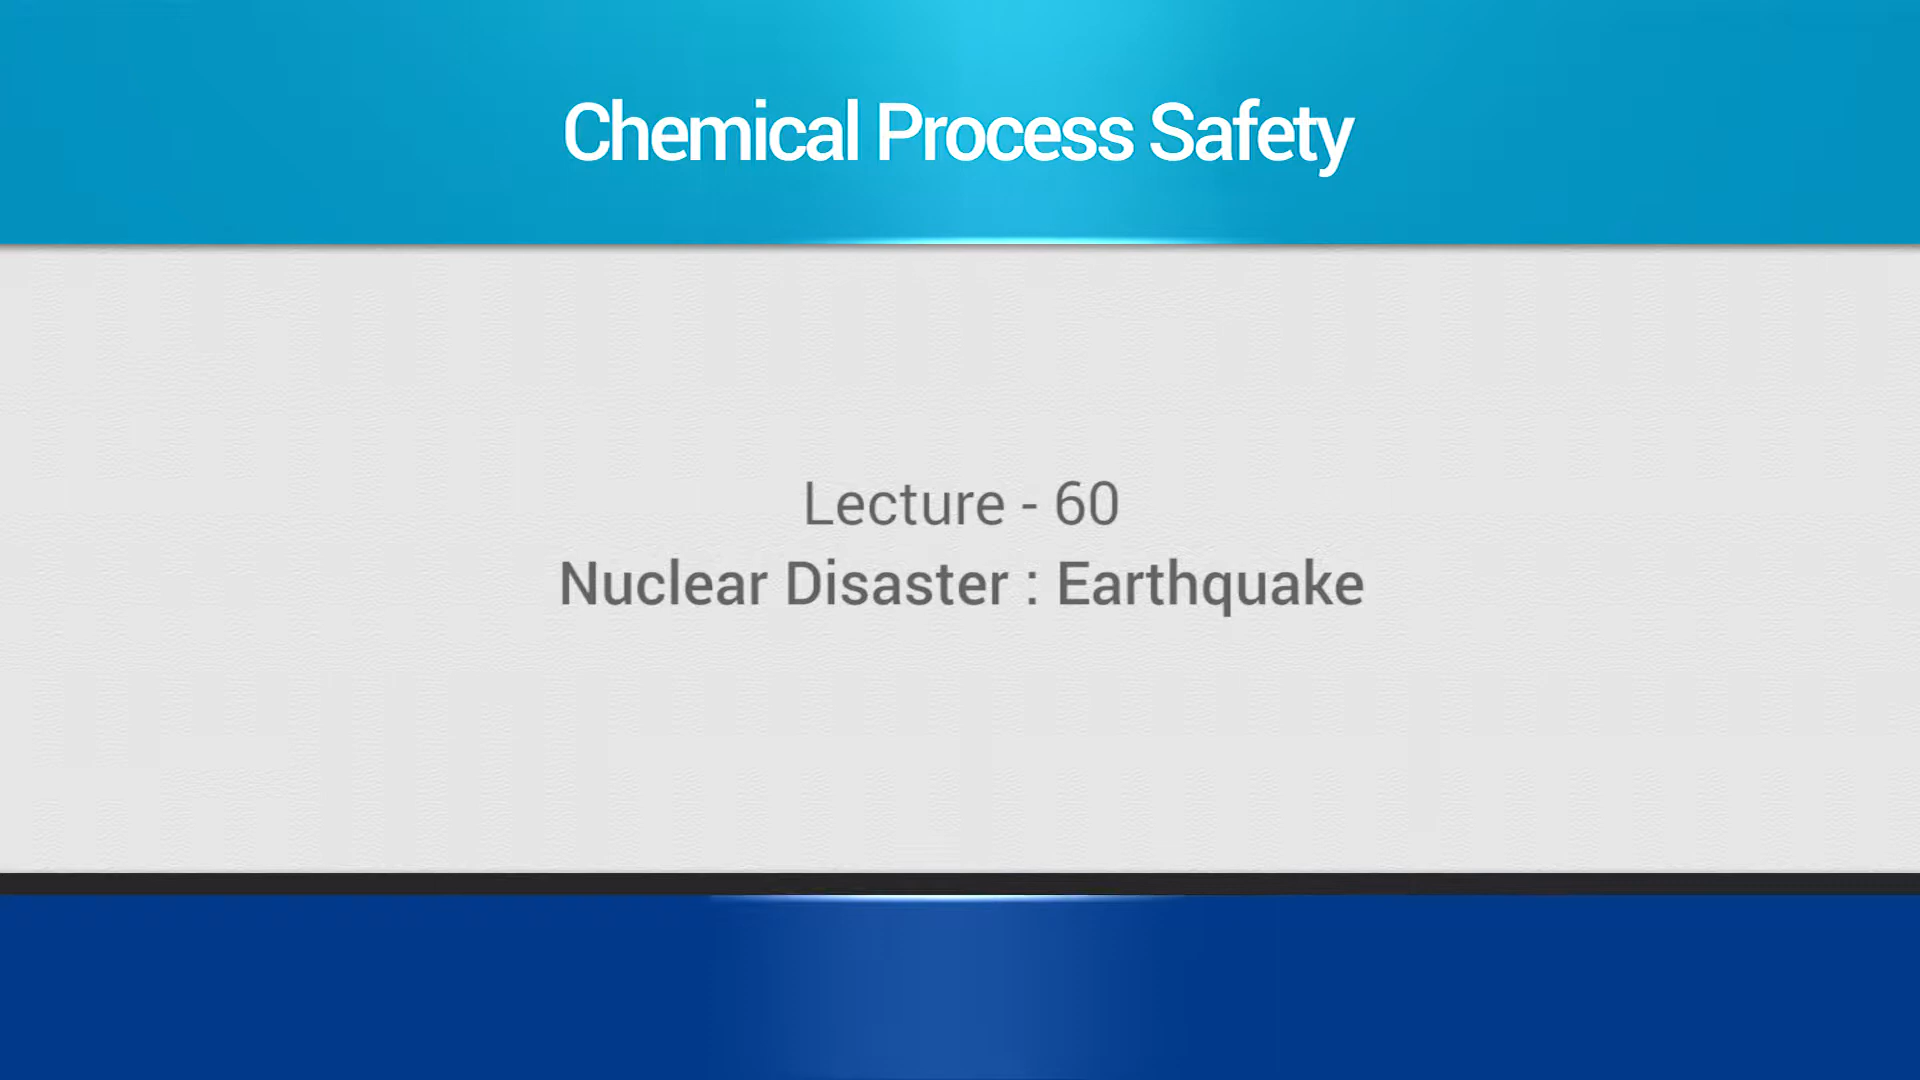 Chemical Process Safety
Lecture - 60
Nuclear Disaster : Earthquake